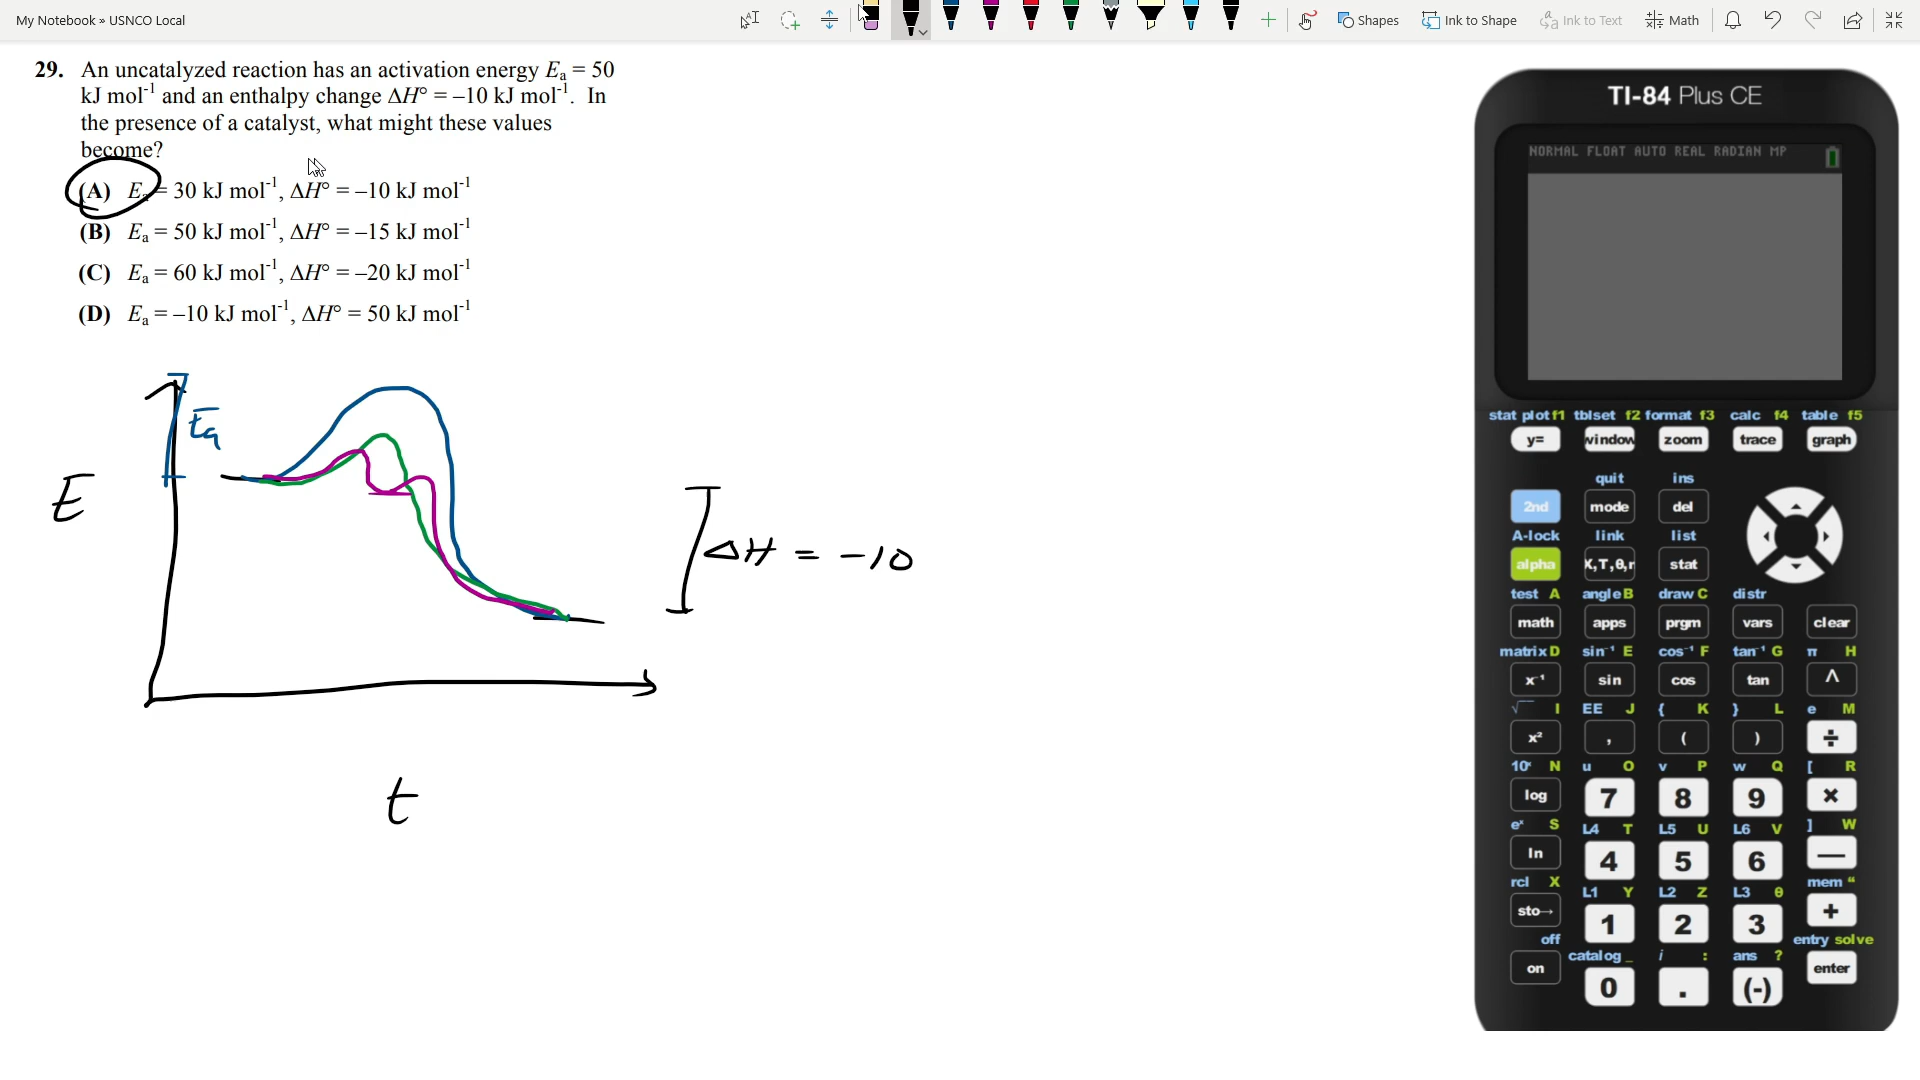 My Notebook » USNCO Local
Shapes
Ink to Shape
Ink to Text
Math
29. An uncatalyzed reaction has an activation energy Eₐ = 50
kJ mol⁻¹ and an enthalpy change ΔH° = –10 kJ mol⁻¹. In
the presence of a catalyst, what might these values
become?
(A) Eₐ = 30 kJ mol⁻¹, ΔH° = –10 kJ mol⁻¹
(B) Eₐ = 50 kJ mol⁻¹, ΔH° = –15 kJ mol⁻¹
(C) Eₐ = 60 kJ mol⁻¹, ΔH° = –20 kJ mol⁻¹
(D) Eₐ = –10 kJ mol⁻¹, ΔH° = 50 kJ mol⁻¹
Eₐ
E
ΔH = -10
t
TI-84 Plus CE
NORMAL FLOAT AUTO REAL RADIAN MP
stat plot f1 tblset f2 format f3 calc f4 table f5
y= window zoom trace graph
quit ins
2nd mode del
A-lock link list
alpha X,T,θ,n stat
test A angle B draw C distr
math apps prgm vars clear
matrix D sin⁻¹ E cos⁻¹ F tan⁻¹ G π H
x⁻¹ sin cos tan ^
√ I EE J { K } L e M
x² , ( ) ÷
10ˣ N u O v P w Q [ R
log 7 8 9 ×
eˣ S L4 T L5 U L6 V ] W
ln 4 5 6 —
rcl X L1 Y L2 Z L3 θ mem "
sto→ 1 2 3 +
off catalog _ i : ans ? entry solve
on 0 . (-) enter